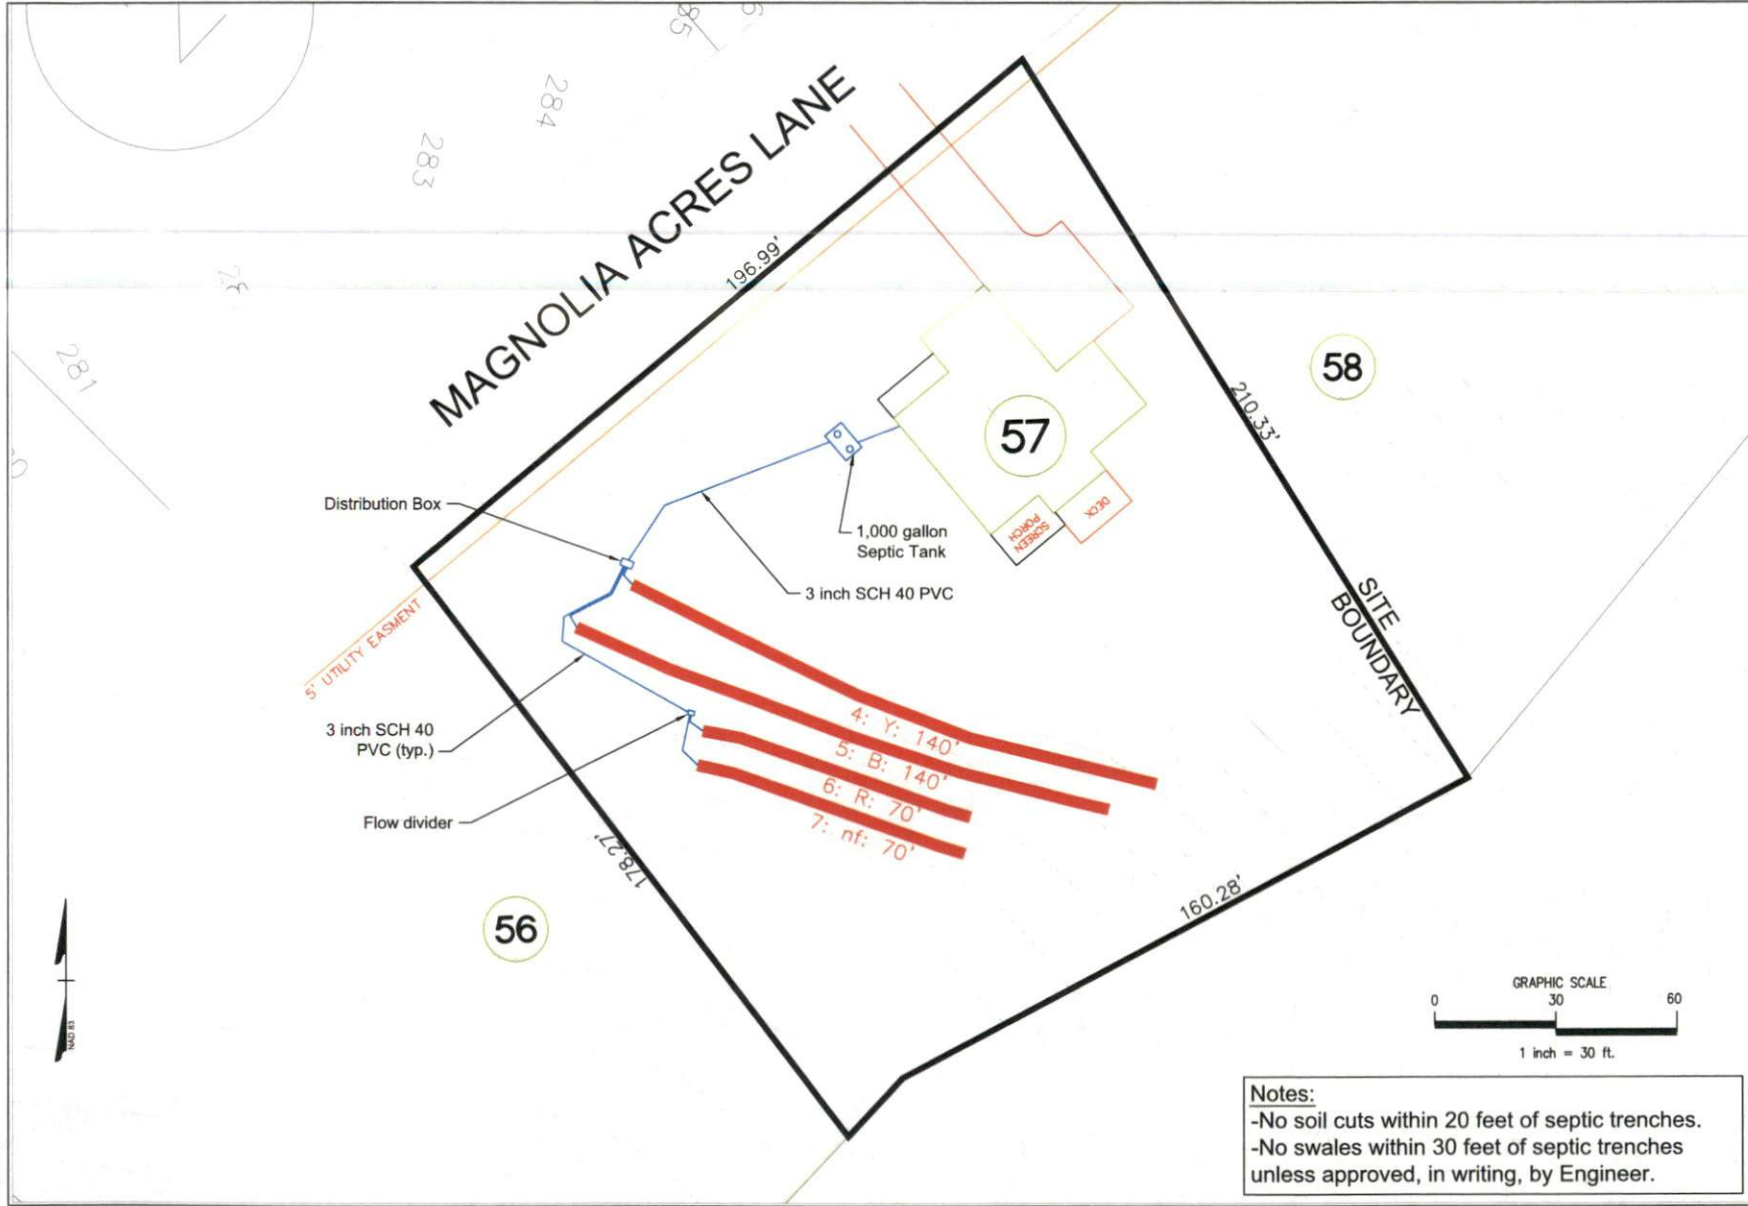 284
283
281
MAGNOLIA ACRES LANE
196.99'
58
210.33'
57
Distribution Box
1,000 gallon
Septic Tank
SCREEN
PORCH
DECK
3 inch SCH 40 PVC
SITE
BOUNDARY
5' UTILITY EASMENT
4: Y: 140'
5: B: 140'
6: R: 70'
7: nf: 70'
3 inch SCH 40
PVC (typ.)
Flow divider
178.27'
56
160.28'
NAD 83
GRAPHIC SCALE
0 30 60
1 inch = 30 ft.
Notes:
-No soil cuts within 20 feet of septic trenches.
-No swales within 30 feet of septic trenches
unless approved, in writing, by Engineer.